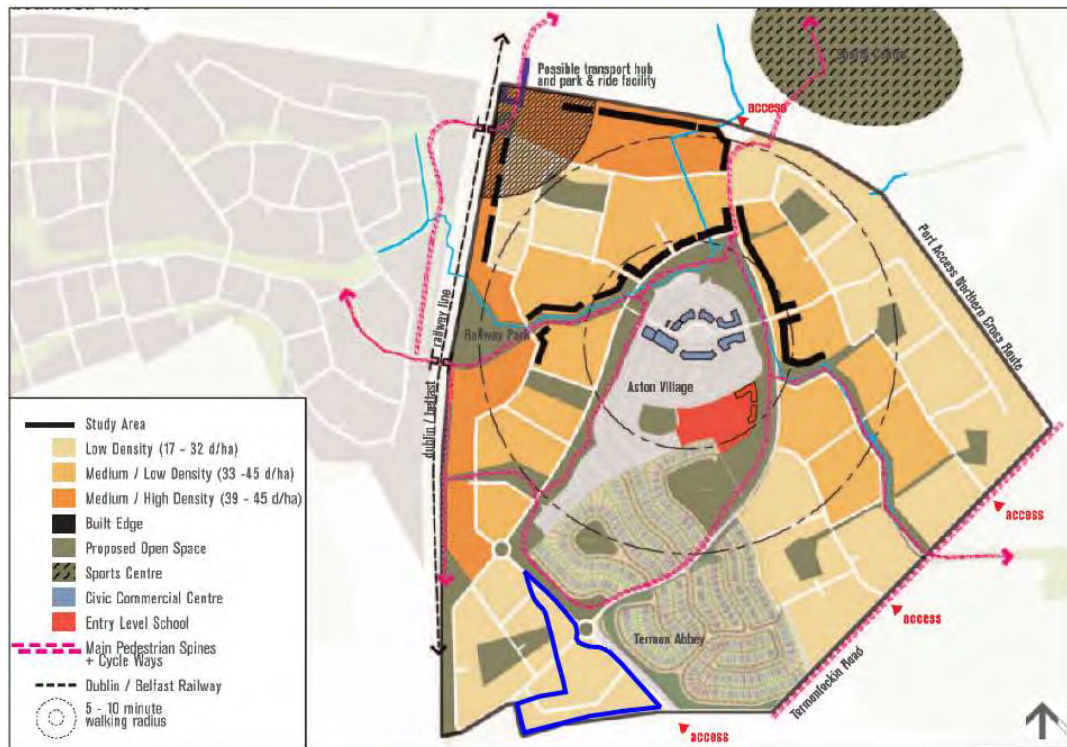 Possible transport hub
and park & ride facility
Sports Centre
access
Port Access Northern Cross Route
railway line
Railway Park
dublin / belfast
Aston Village
Termon Abbey
access
access
access
Termonfeckin Road
Study Area
Low Density (17 - 32 d/ha)
Medium / Low Density (33 -45 d/ha)
Medium / High Density (39 - 45 d/ha)
Built Edge
Proposed Open Space
Sports Centre
Civic Commercial Centre
Entry Level School
Main Pedestrian Spines
+ Cycle Ways
Dublin / Belfast Railway
5 - 10 minute
walking radius